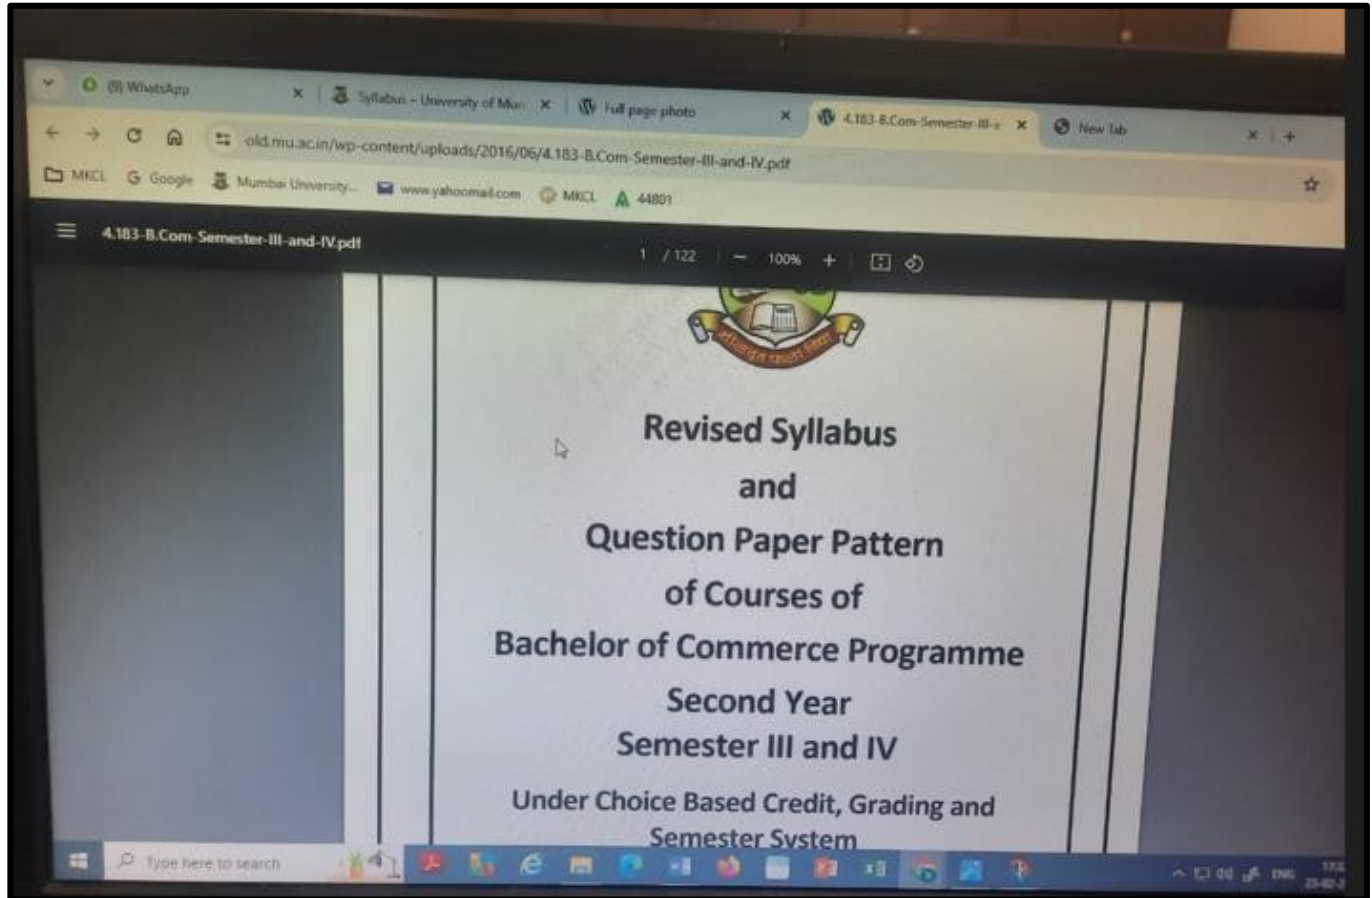 (9) WhatsApp
Syllabus – University of Mum
Full page photo
4.183-B.Com-Semester-III-a
New Tab
old.mu.ac.in/wp-content/uploads/2016/06/4.183-B.Com-Semester-III-and-IV.pdf
MKCL Google Mumbai University... www.yahoomail.com MKCL 44801
4.183-B.Com-Semester-III-and-IV.pdf 1 / 122 — 100% +
Revised Syllabus
and
Question Paper Pattern
of Courses of
Bachelor of Commerce Programme
Second Year
Semester III and IV
Under Choice Based Credit, Grading and
Semester System
Type here to search ENG